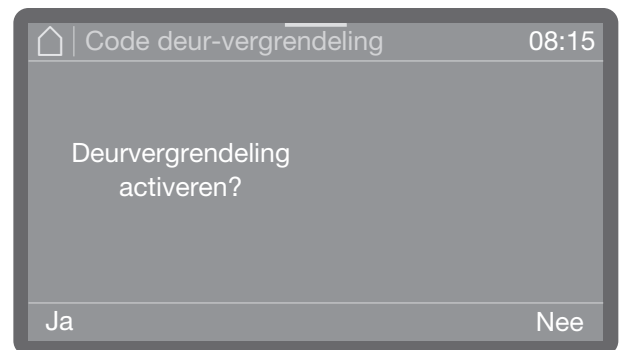 Code deur-vergrendeling 08:15
Deurvergrendeling
activeren?
Ja Nee